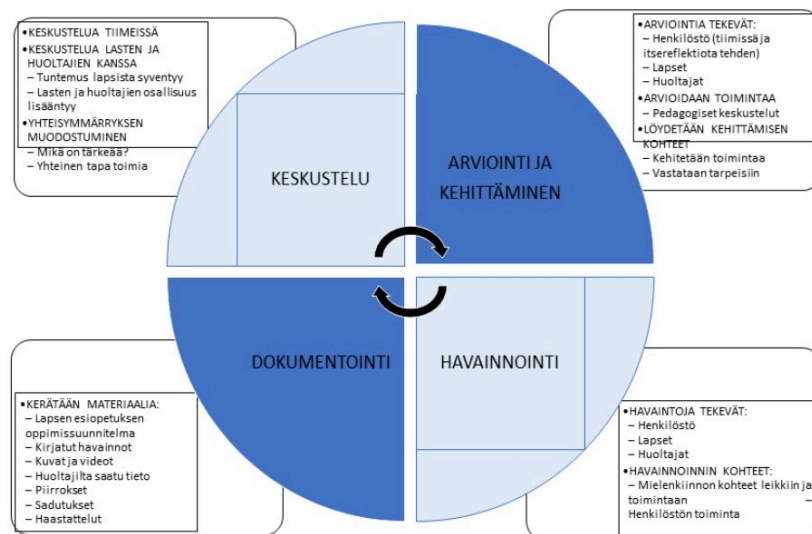 •KESKUSTELUA TIIMEISSÄ
•KESKUSTELUA LASTEN JA
HUOLTAJIEN KANSSA
– Tuntemus lapsista syventyy
– Lasten ja huoltajien osallisuus
lisääntyy
•YHTEISYMMÄRRYKSEN
MUODOSTUMINEN
– Mikä on tärkeää?
– Yhteinen tapa toimia
KESKUSTELU
ARVIOINTI JA
KEHITTÄMINEN
•ARVIOINTIA TEKEVÄT:
– Henkilöstö (tiimissä ja
itsereflektiota tehden)
– Lapset
– Huoltajat
•ARVIOIDAAN TOIMINTAA
– Pedagogiset keskustelut
•LÖYDETÄÄN KEHITTÄMISEN
KOHTEET
– Kehitetään toimintaa
– Vastataan tarpeisiin
DOKUMENTOINTI
HAVAINNOINTI
•KERÄTÄÄN MATERIAALIA:
– Lapsen esiopetuksen
oppimissuunnitelma
– Kirjatut havainnot
– Kuvat ja videot
– Huoltajilta saatu tieto
– Piirrokset
– Sadutukset
– Haastattelut
•HAVAINTOJA TEKEVÄT:
– Henkilöstö
– Lapset
– Huoltajat
•HAVAINNOINNIN KOHTEET:
– Mielenkiinnon kohteet leikkiin ja
toimintaan –
Henkilöstön toiminta